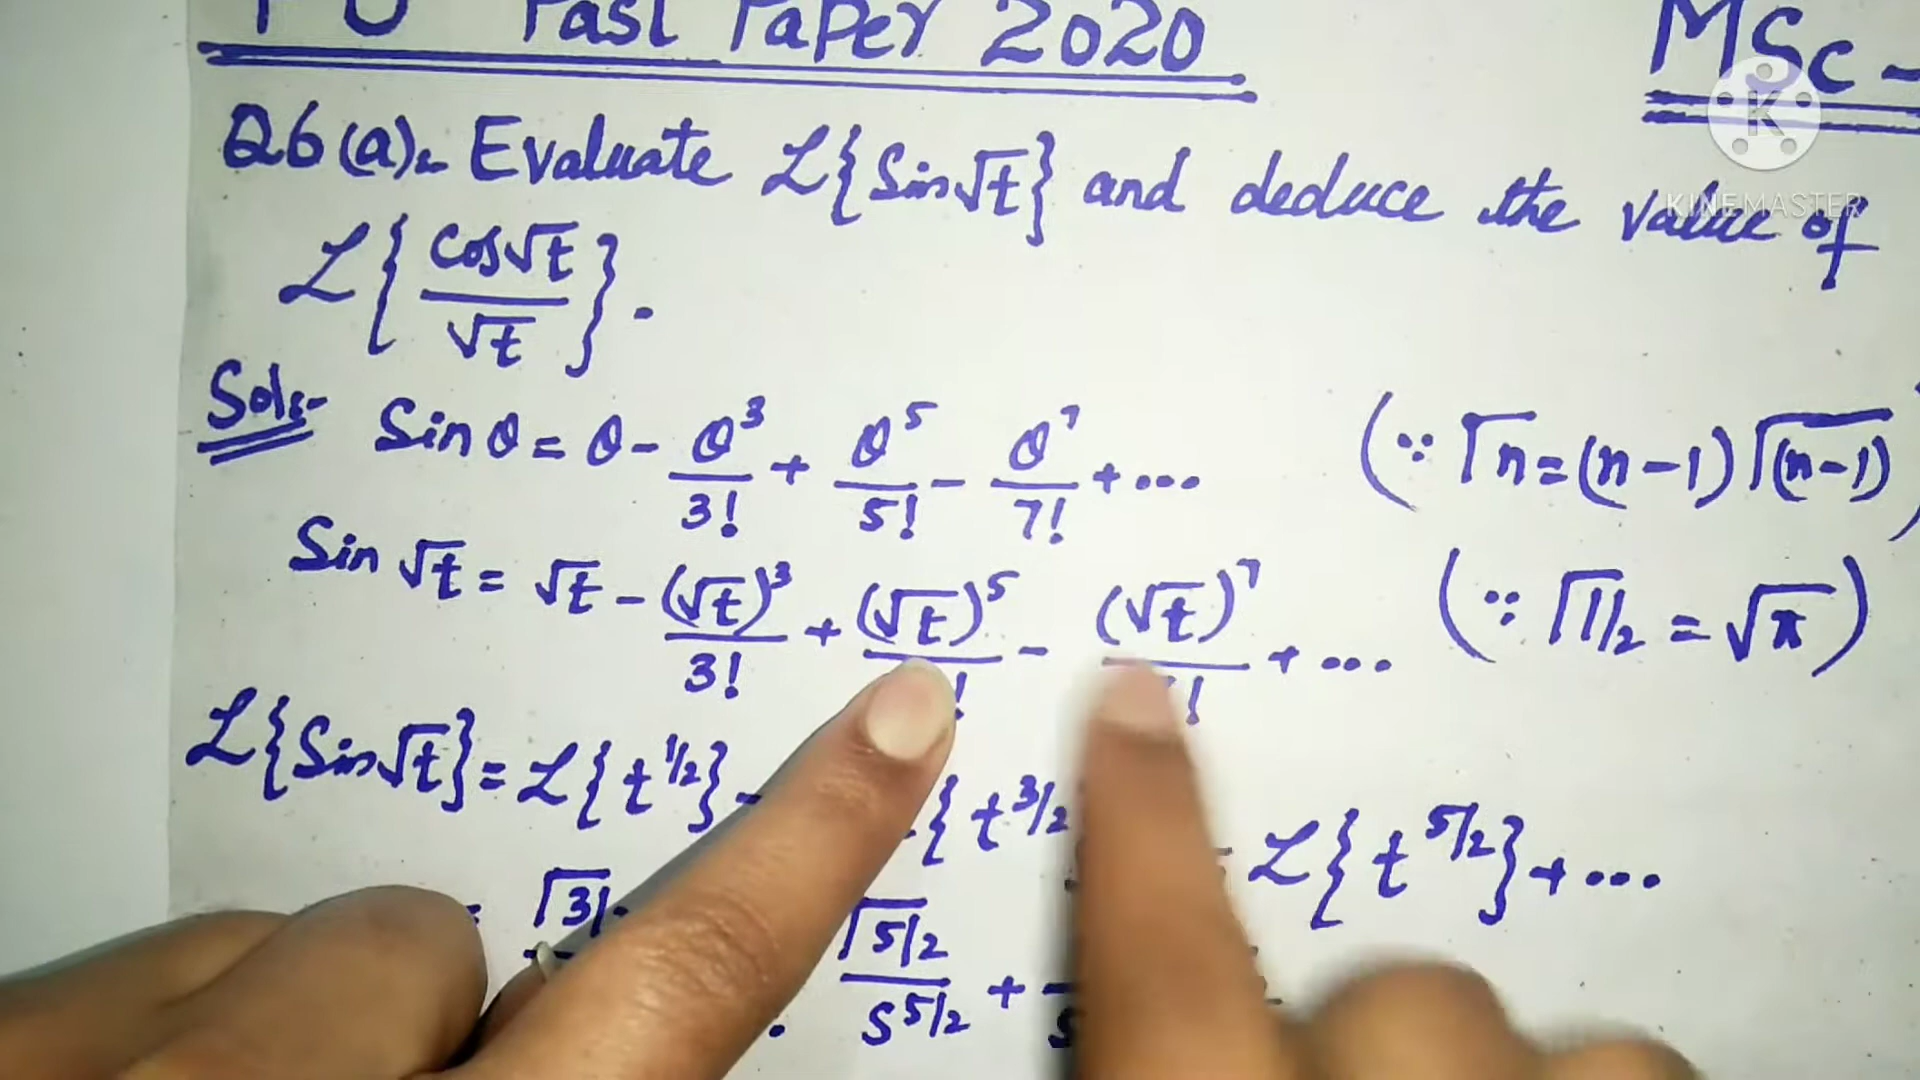 PU Past Paper 2020
MSc -
KINEMASTER
Q6(a):- Evaluate ℒ{Sin√t} and deduce the value of
ℒ{cos√t/√t}.
Sol:- Sin θ = θ - θ³/3! + θ⁵/5! - θ⁷/7! + ... (∵ Γn = (n-1)Γ(n-1)
Sin √t = √t - (√t)³/3! + (√t)⁵/ ! - (√t)⁷/ ! + ... (∵ Γ1/2 = √π)
ℒ{Sin√t} = ℒ{t^1/2} - { t^3/2 ℒ{t^5/2} + ...
= Γ3/ Γ5/2 / s^5/2 + s